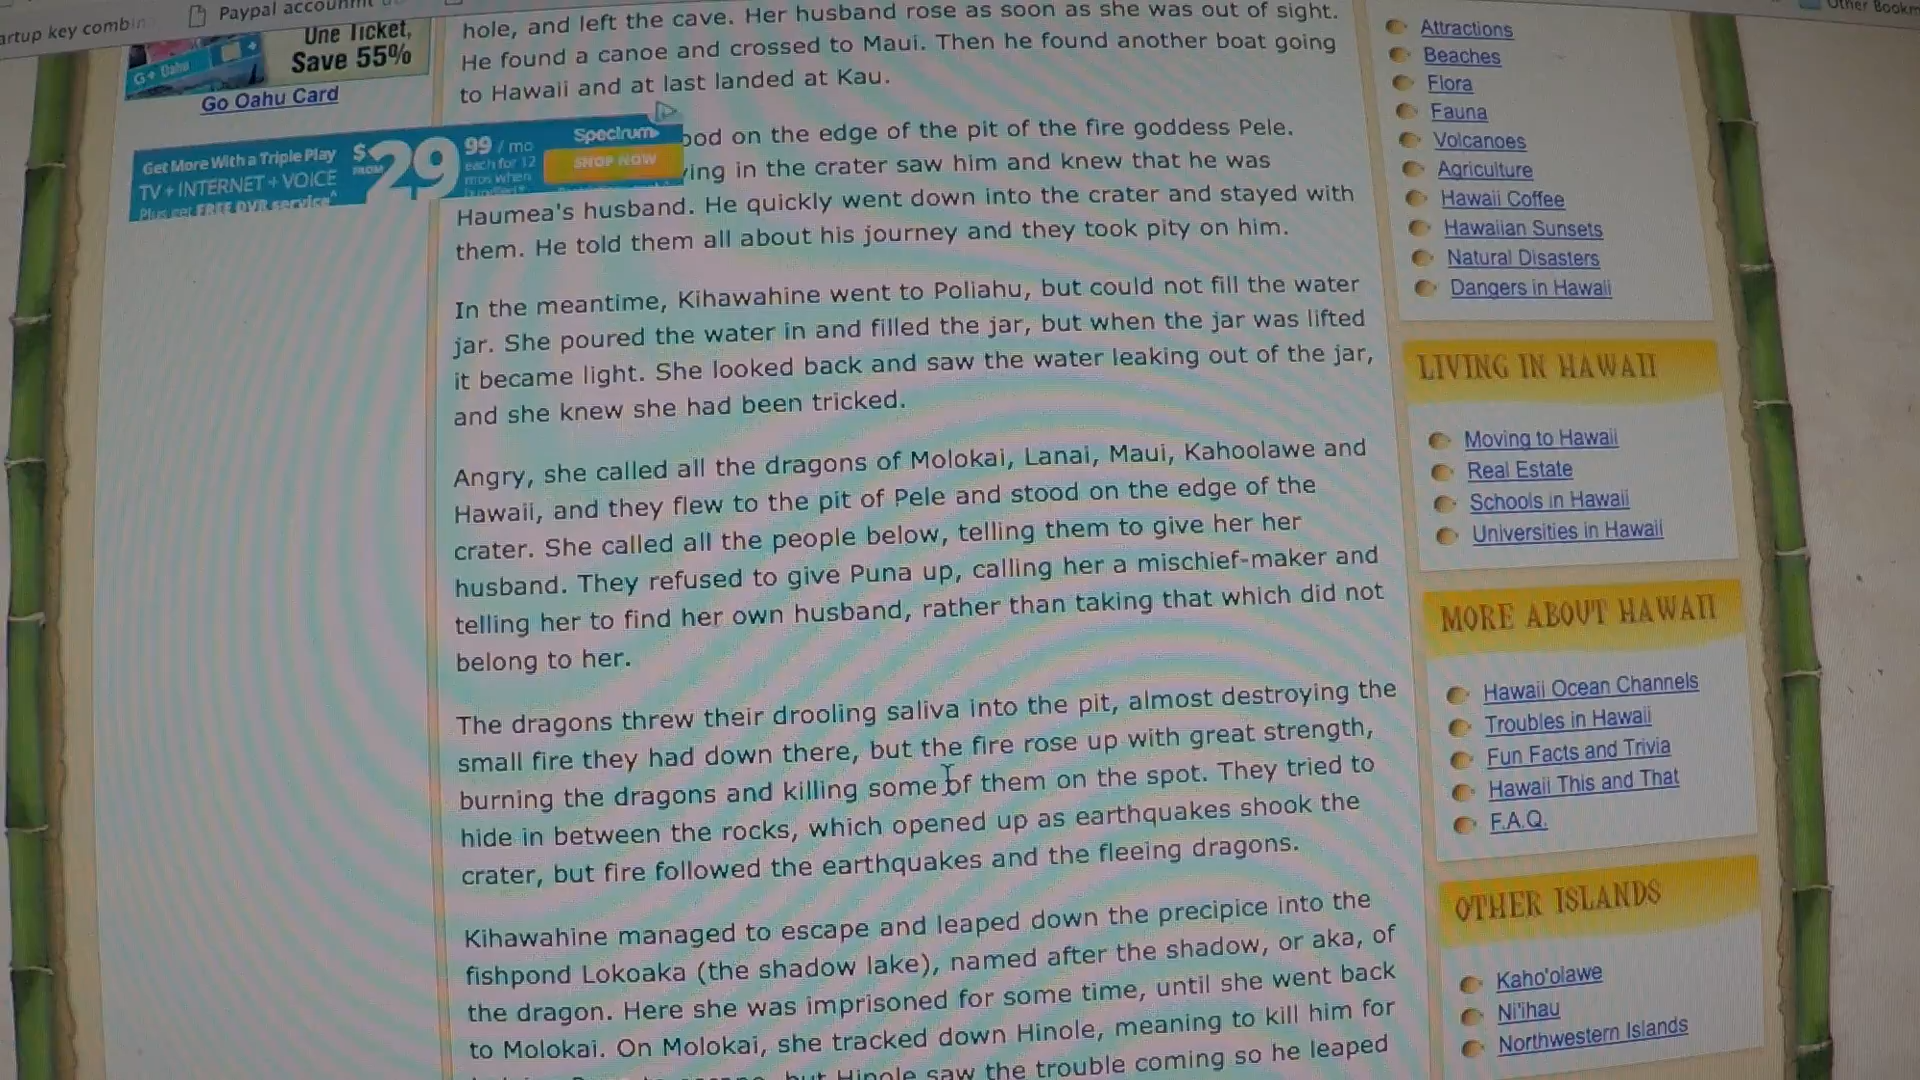 artup key combin
Paypal
Other Bookm
One Ticket,
Save 55%
Go Oahu Card
Get More With a Triple Play
TV + INTERNET + VOICE
Plus get FREE DVR service^
FROM
$29
99 / mo
each for 12
mos when
Spectrum
SHOP NOW
hole, and left the cave. Her husband rose as soon as she was out of sight.
He found a canoe and crossed to Maui. Then he found another boat going
to Hawaii and at last landed at Kau.
ood on the edge of the pit of the fire goddess Pele.
ing in the crater saw him and knew that he was
Haumea's husband. He quickly went down into the crater and stayed with
them. He told them all about his journey and they took pity on him.
In the meantime, Kihawahine went to Poliahu, but could not fill the water
jar. She poured the water in and filled the jar, but when the jar was lifted
it became light. She looked back and saw the water leaking out of the jar,
and she knew she had been tricked.
Angry, she called all the dragons of Molokai, Lanai, Maui, Kahoolawe and
Hawaii, and they flew to the pit of Pele and stood on the edge of the
crater. She called all the people below, telling them to give her her
husband. They refused to give Puna up, calling her a mischief-maker and
telling her to find her own husband, rather than taking that which did not
belong to her.
The dragons threw their drooling saliva into the pit, almost destroying the
small fire they had down there, but the fire rose up with great strength,
burning the dragons and killing some of them on the spot. They tried to
hide in between the rocks, which opened up as earthquakes shook the
crater, but fire followed the earthquakes and the fleeing dragons.
Kihawahine managed to escape and leaped down the precipice into the
fishpond Lokoaka (the shadow lake), named after the shadow, or aka, of
the dragon. Here she was imprisoned for some time, until she went back
to Molokai. On Molokai, she tracked down Hinole, meaning to kill him for
but Hinole saw the trouble coming so he leaped
Attractions
Beaches
Flora
Fauna
Volcanoes
Agriculture
Hawaii Coffee
Hawaiian Sunsets
Natural Disasters
Dangers in Hawaii
LIVING IN HAWAII
Moving to Hawaii
Real Estate
Schools in Hawaii
Universities in Hawaii
MORE ABOUT HAWAII
Hawaii Ocean Channels
Troubles in Hawaii
Fun Facts and Trivia
Hawaii This and That
F.A.Q.
OTHER ISLANDS
Kaho'olawe
Ni'ihau
Northwestern Islands